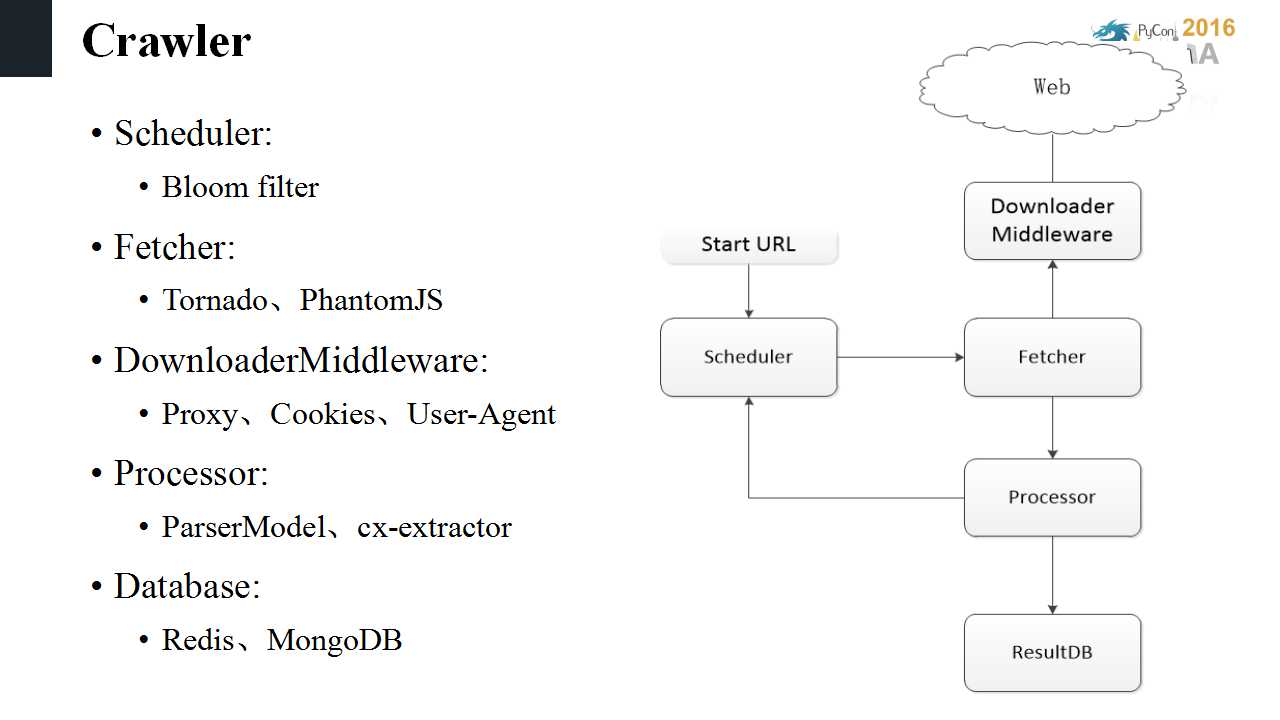 Crawler
PyCon 2016
• Scheduler:
• Bloom filter
• Fetcher:
• Tornado、PhantomJS
• DownloaderMiddleware:
• Proxy、Cookies、User-Agent
• Processor:
• ParserModel、cx-extractor
• Database:
• Redis、MongoDB
Web
Downloader
Middleware
Start URL
Scheduler
Fetcher
Processor
ResultDB